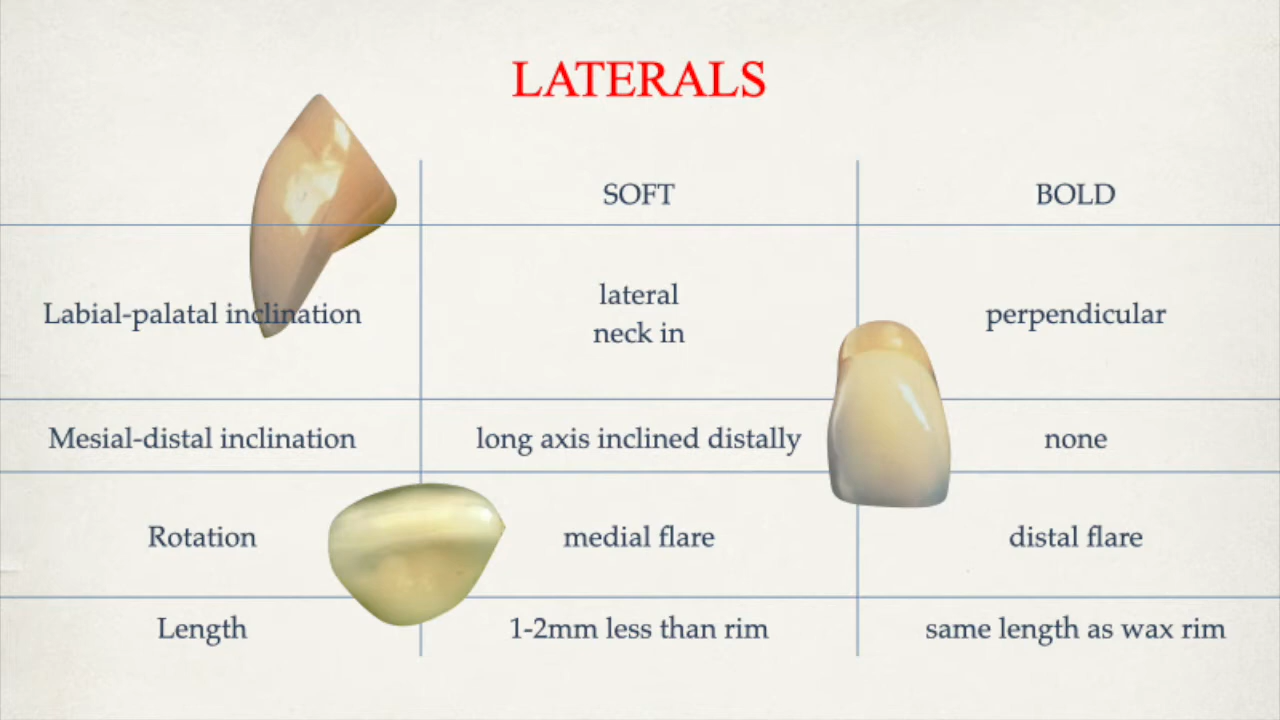 LATERALS
SOFT
BOLD
Labial-palatal inclination
lateral
neck in
perpendicular
Mesial-distal inclination
long axis inclined distally
none
Rotation
medial flare
distal flare
Length
1-2mm less than rim
same length as wax rim